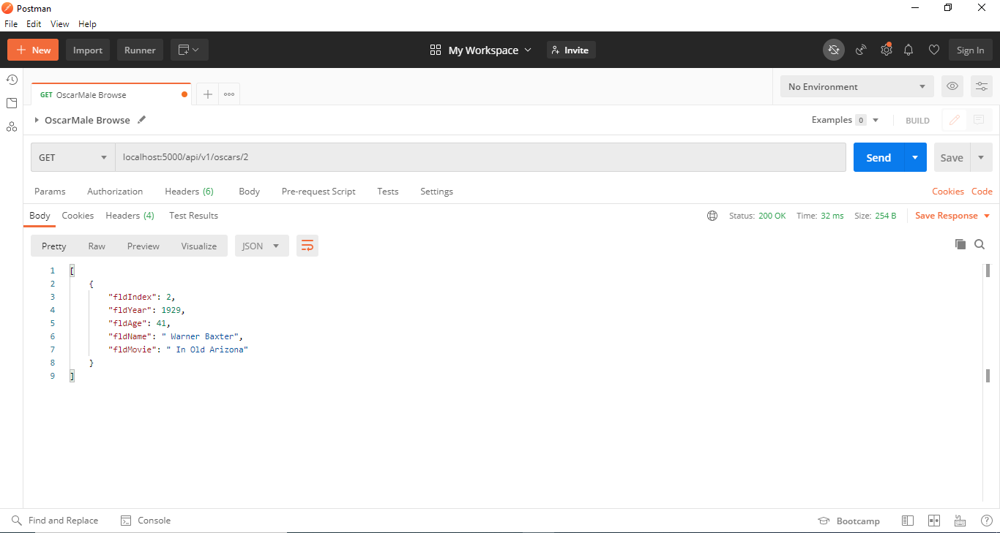 Postman
File Edit View Help
New Import Runner My Workspace Invite Sign In
GET OscarMale Browse No Environment
OscarMale Browse Examples 0 BUILD
GET localhost:5000/api/v1/oscars/2 Send Save
Params Authorization Headers (6) Body Pre-request Script Tests Settings Cookies Code
Body Cookies Headers (4) Test Results Status: 200 OK Time: 32 ms Size: 254 B Save Response
Pretty Raw Preview Visualize JSON
1 [
2 {
3 "fldIndex": 2,
4 "fldYear": 1929,
5 "fldAge": 41,
6 "fldName": " Warner Baxter",
7 "fldMovie": " In Old Arizona"
8 }
9 ]
Find and Replace Console Bootcamp